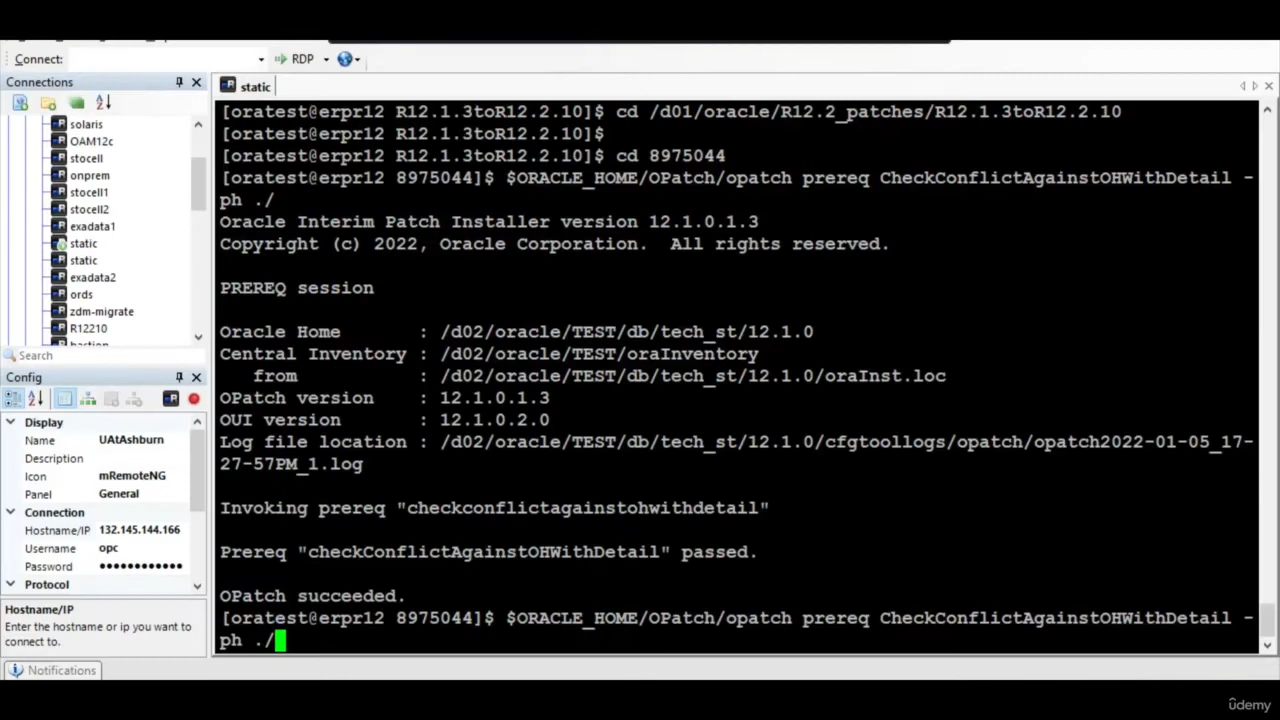 Connect:
RDP
Connections
static
solaris
OAM12c
stocell
onprem
stocell1
stocell2
exadata1
static
static
exadata2
ords
zdm-migrate
R12210
Search
Config
Display
Name UAtAshburn
Description
Icon mRemoteNG
Panel General
Connection
Hostname/IP 132.145.144.166
Username opc
Password ••••••••••••
Protocol
Hostname/IP
Enter the hostname or ip you want to
connect to.
Notifications
[oratest@erpr12 R12.1.3toR12.2.10]$ cd /d01/oracle/R12.2_patches/R12.1.3toR12.2.10
[oratest@erpr12 R12.1.3toR12.2.10]$
[oratest@erpr12 R12.1.3toR12.2.10]$ cd 8975044
[oratest@erpr12 8975044]$ $ORACLE_HOME/OPatch/opatch prereq CheckConflictAgainstOHWithDetail -
ph ./
Oracle Interim Patch Installer version 12.1.0.1.3
Copyright (c) 2022, Oracle Corporation.  All rights reserved.
PREREQ session
Oracle Home       : /d02/oracle/TEST/db/tech_st/12.1.0
Central Inventory : /d02/oracle/TEST/oraInventory
   from           : /d02/oracle/TEST/db/tech_st/12.1.0/oraInst.loc
OPatch version    : 12.1.0.1.3
OUI version       : 12.1.0.2.0
Log file location : /d02/oracle/TEST/db/tech_st/12.1.0/cfgtoollogs/opatch/opatch2022-01-05_17-
27-57PM_1.log
Invoking prereq "checkconflictagainstohwithdetail"
Prereq "checkConflictAgainstOHWithDetail" passed.
OPatch succeeded.
[oratest@erpr12 8975044]$ $ORACLE_HOME/OPatch/opatch prereq CheckConflictAgainstOHWithDetail -
ph ./
ûdemy